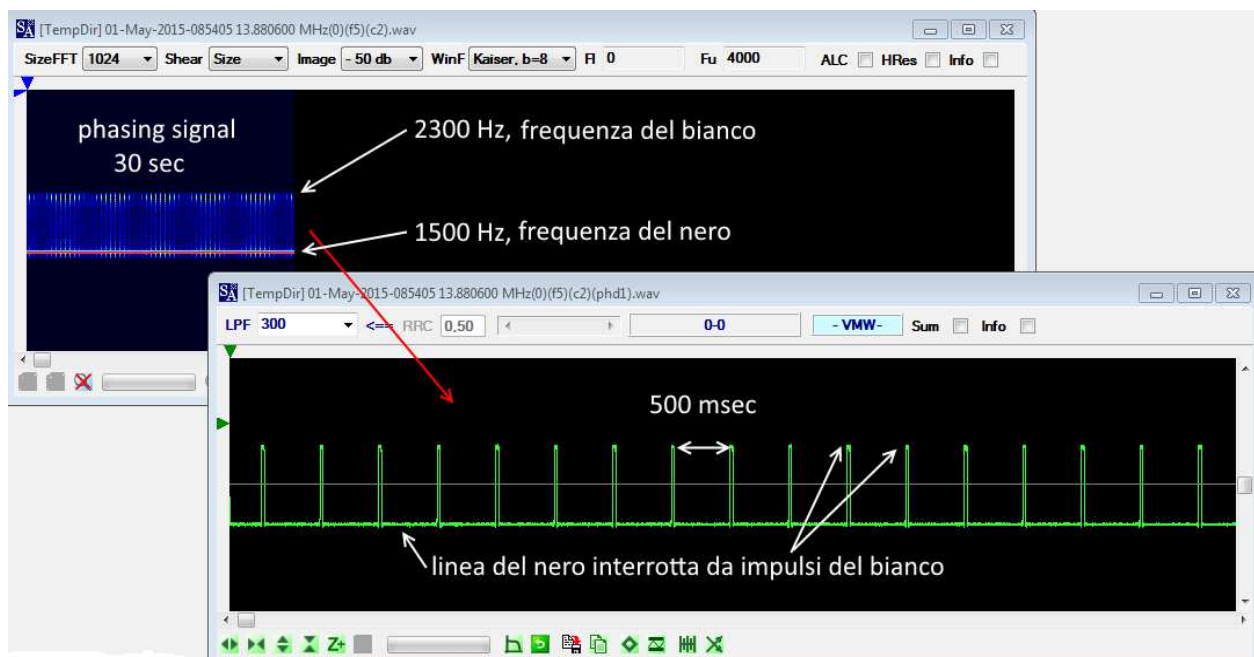 [TempDir] 01-May-2015-085405 13.880600 MHz(0)(f5)(c2).wav
SizeFFT 1024 Shear Size Image - 50 db WinF Kaiser, b=8 Fl 0 Fu 4000 ALC HRes Info
phasing signal
30 sec
2300 Hz, frequenza del bianco
1500 Hz, frequenza del nero
[TempDir] 01-May-2015-085405 13.880600 MHz(0)(f5)(c2)(phd1).wav
LPF 300 <== RRC 0,50 0-0 - VMW- Sum Info
500 msec
linea del nero interrotta da impulsi del bianco
Z+